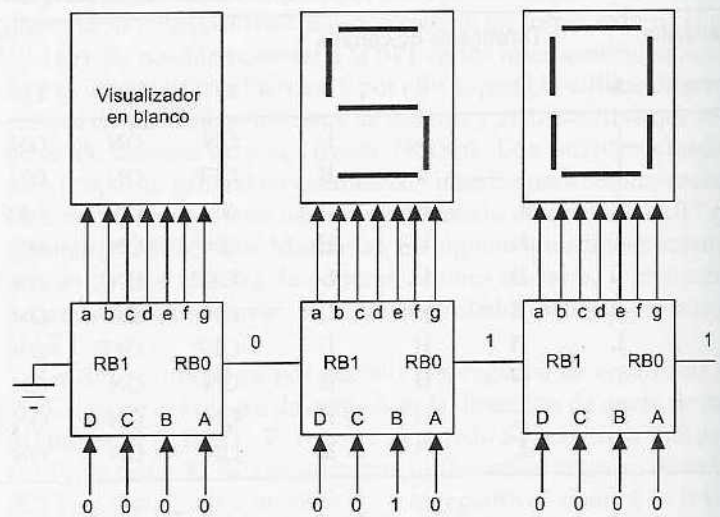 Visualizador
en blanco
a b c d e f g
a b c d e f g
a b c d e f g
0
1
1
RB1 RB0
RB1 RB0
RB1 RB0
D C B A
D C B A
D C B A
0 0 0 0
0 0 1 0
0 0 0 0